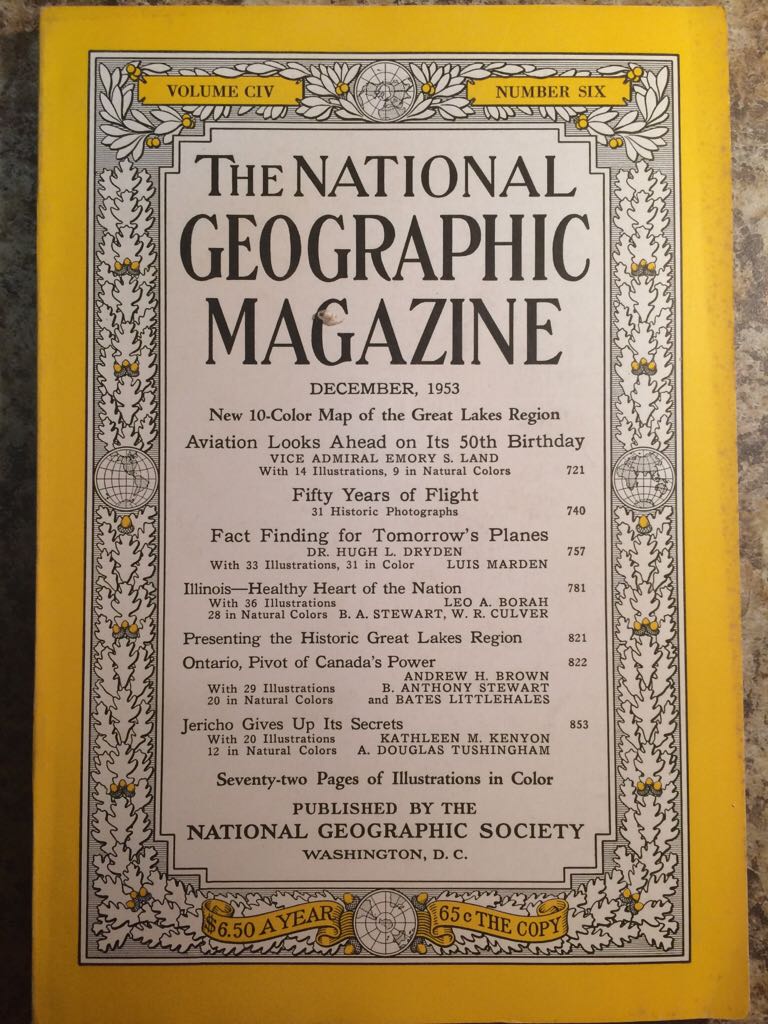 VOLUME CIV
NUMBER SIX
THE NATIONAL
GEOGRAPHIC
MAGAZINE
DECEMBER, 1953
New 10-Color Map of the Great Lakes Region
Aviation Looks Ahead on Its 50th Birthday
VICE ADMIRAL EMORY S. LAND
With 14 Illustrations, 9 in Natural Colors 721
Fifty Years of Flight
31 Historic Photographs 740
Fact Finding for Tomorrow's Planes
DR. HUGH L. DRYDEN 757
With 33 Illustrations, 31 in Color LUIS MARDEN
Illinois—Healthy Heart of the Nation 781
With 36 Illustrations LEO A. BORAH
28 in Natural Colors B. A. STEWART, W. R. CULVER
Presenting the Historic Great Lakes Region 821
Ontario, Pivot of Canada's Power 822
ANDREW H. BROWN
With 29 Illustrations B. ANTHONY STEWART
20 in Natural Colors and BATES LITTLEHALES
Jericho Gives Up Its Secrets 853
With 20 Illustrations KATHLEEN M. KENYON
12 in Natural Colors A. DOUGLAS TUSHINGHAM
Seventy-two Pages of Illustrations in Color
PUBLISHED BY THE
NATIONAL GEOGRAPHIC SOCIETY
WASHINGTON, D. C.
$6.50 A YEAR
65¢ THE COPY